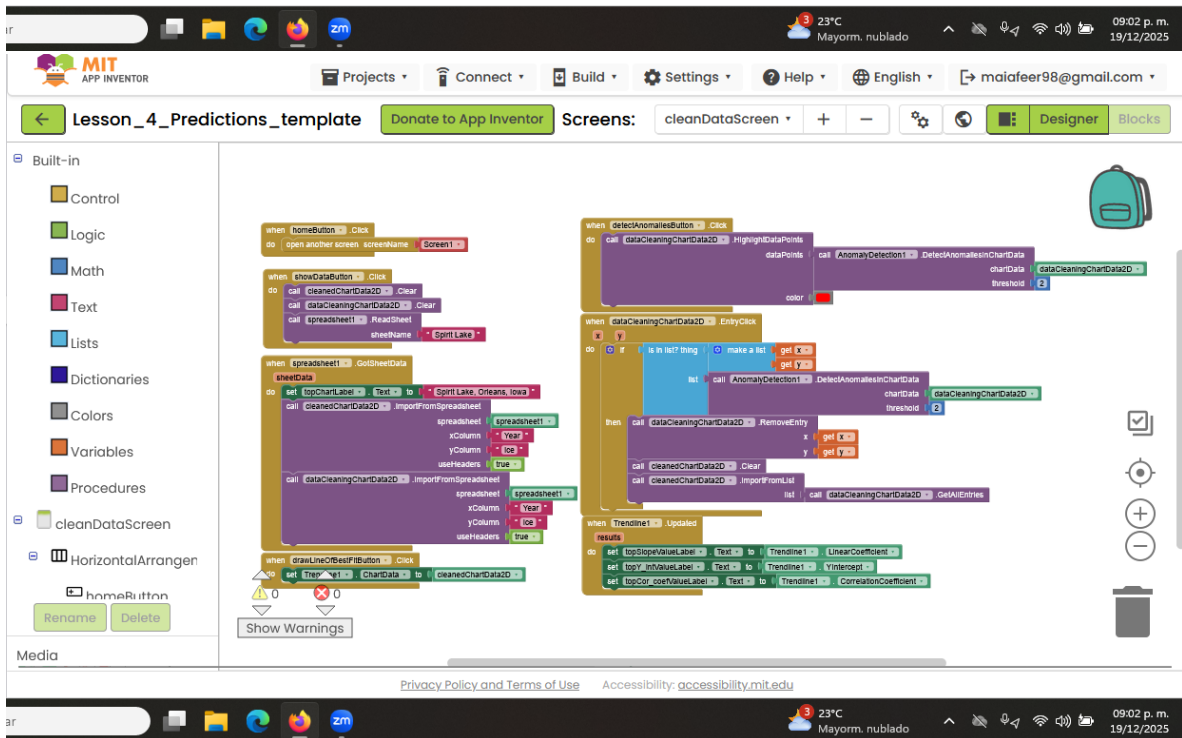 ar
zm
3
23°C
Mayorm. nublado
09:02 p. m.
19/12/2025
MIT
APP INVENTOR
Projects
Connect
Build
Settings
Help
English
maiafeer98@gmail.com
Lesson_4_Predictions_template
Donate to App Inventor
Screens:
cleanDataScreen
+
−
Designer
Blocks
Built-in
Control
Logic
Math
Text
Lists
Dictionaries
Colors
Variables
Procedures
cleanDataScreen
HorizontalArrangen
homeButton
Rename
Delete
Media
when homeButton .Click
do open another screen screenName Screen1
when showDataButton .Click
do call cleanedChartData2D .Clear
call dataCleaningChartData2D .Clear
call spreadsheet1 .ReadSheet
sheetName " Spirit Lake "
when spreadsheet1 .GotSheetData
sheetData
do set topChartLabel . Text to " Spirit Lake, Orleans, Iowa "
call cleanedChartData2D .ImportFromSpreadsheet
spreadsheet spreadsheet1
xColumn " Year "
yColumn " Ice "
useHeaders true
call dataCleaningChartData2D .ImportFromSpreadsheet
spreadsheet spreadsheet1
xColumn " Year "
yColumn " Ice "
useHeaders true
when drawLineOfBestFitButton .Click
do set Trendline1 . ChartData to cleanedChartData2D
0
0
Show Warnings
when detectAnomaliesButton .Click
do call dataCleaningChartData2D .HighlightDataPoints
dataPoints call AnomalyDetection1 .DetectAnomaliesInChartData
chartData dataCleaningChartData2D
threshold 2
color
when dataCleaningChartData2D .EntryClick
x y
do if is in list? thing make a list get x
get y
list call AnomalyDetection1 .DetectAnomaliesInChartData
chartData dataCleaningChartData2D
threshold 2
then call dataCleaningChartData2D .RemoveEntry
x get x
y get y
call cleanedChartData2D .Clear
call cleanedChartData2D .ImportFromList
list call dataCleaningChartData2D .GetAllEntries
when Trendline1 .Updated
results
do set topSlopeValueLabel . Text to Trendline1 . LinearCoefficient
set topY_IntValueLabel . Text to Trendline1 . YIntercept
set topCor_coefValueLabel . Text to Trendline1 . CorrelationCoefficient
Privacy Policy and Terms of Use
Accessibility: accessibility.mit.edu
ar
zm
3
23°C
Mayorm. nublado
09:02 p. m.
19/12/2025